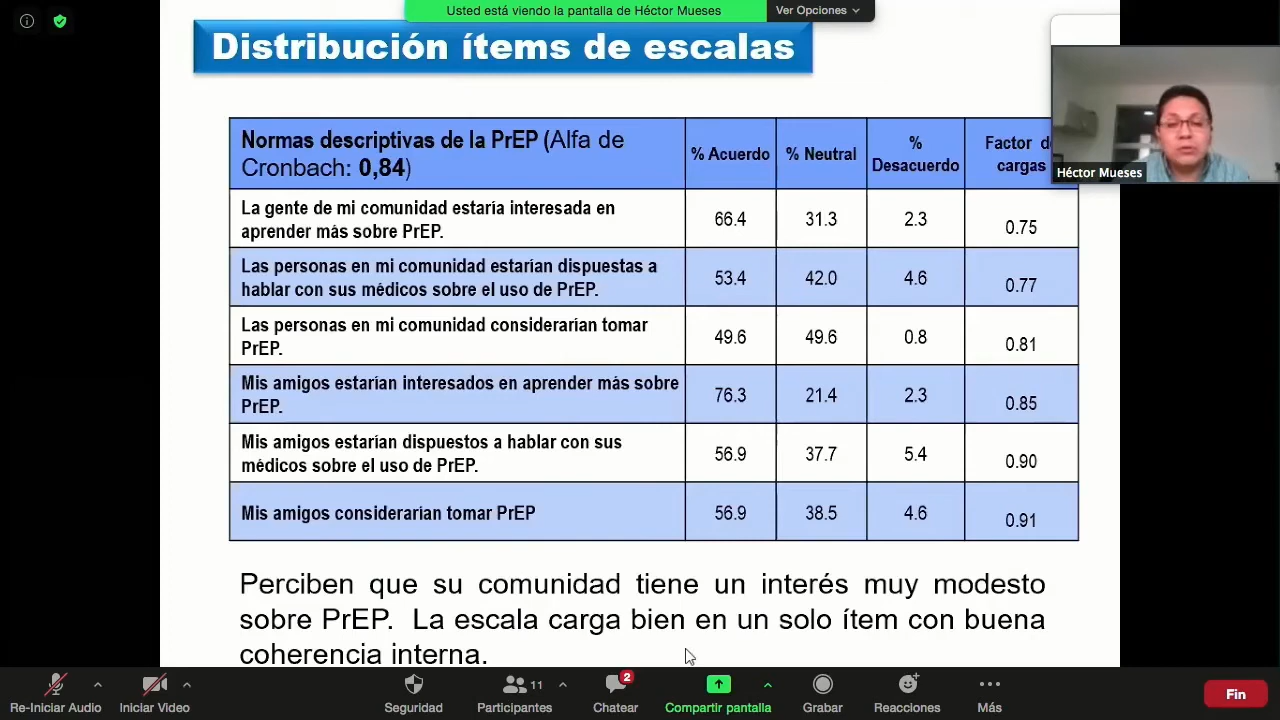 Usted está viendo la pantalla de Héctor Mueses
Ver Opciones
Distribución ítems de escalas
Normas descriptivas de la PrEP (Alfa de
Cronbach: 0,84)
% Acuerdo
% Neutral
%
Desacuerdo
Factor
cargas
La gente de mi comunidad estaría interesada en
aprender más sobre PrEP.
66.4
31.3
2.3
0.75
Las personas en mi comunidad estarían dispuestas a
hablar con sus médicos sobre el uso de PrEP.
53.4
42.0
4.6
0.77
Las personas en mi comunidad considerarían tomar
PrEP.
49.6
49.6
0.8
0.81
Mis amigos estarían interesados en aprender más sobre
PrEP.
76.3
21.4
2.3
0.85
Mis amigos estarían dispuestos a hablar con sus
médicos sobre el uso de PrEP.
56.9
37.7
5.4
0.90
Mis amigos considerarían tomar PrEP
56.9
38.5
4.6
0.91
Perciben que su comunidad tiene un interés muy modesto
sobre PrEP. La escala carga bien en un solo ítem con buena
coherencia interna.
Héctor Mueses
Re-Iniciar Audio
Iniciar Video
Seguridad
11
Participantes
2
Chatear
Compartir pantalla
Grabar
Reacciones
Más
Fin